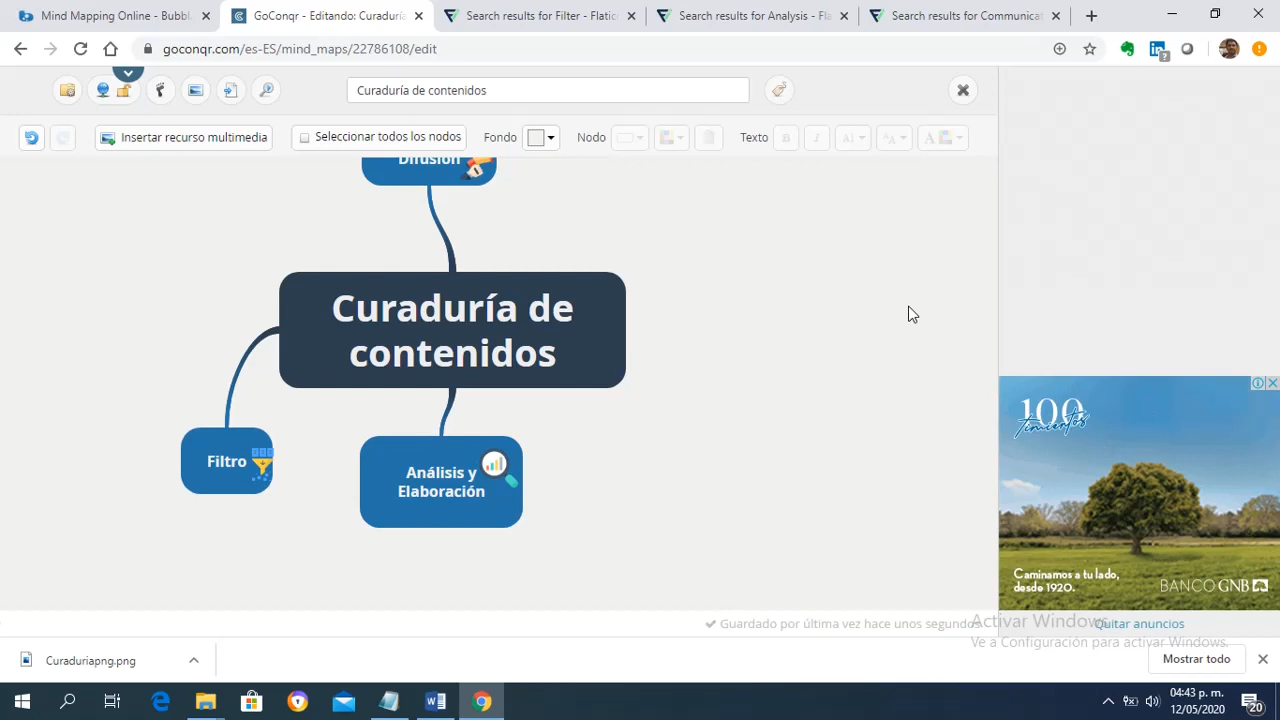 Mind Mapping Online - Bubbl
GoConqr - Editando: Curaduría
Search results for Filter - Flatico
Search results for Analysis - Fla
Search results for Communicat
goconqr.com/es-ES/mind_maps/22786108/edit
Curaduría de contenidos
Insertar recurso multimedia
Seleccionar todos los nodos
Fondo
Nodo
Texto
B
I
Difusión
Curaduría de
contenidos
Filtro
Análisis y
Elaboración
100
timientos
Caminamos a tu lado,
desde 1920.
BANCO GNB
Guardado por última vez hace unos segundos
Quitar anuncios
Activar Windows
Ve a Configuración para activar Windows.
Curaduriapng.png
Mostrar todo
04:43 p. m.
12/05/2020
20